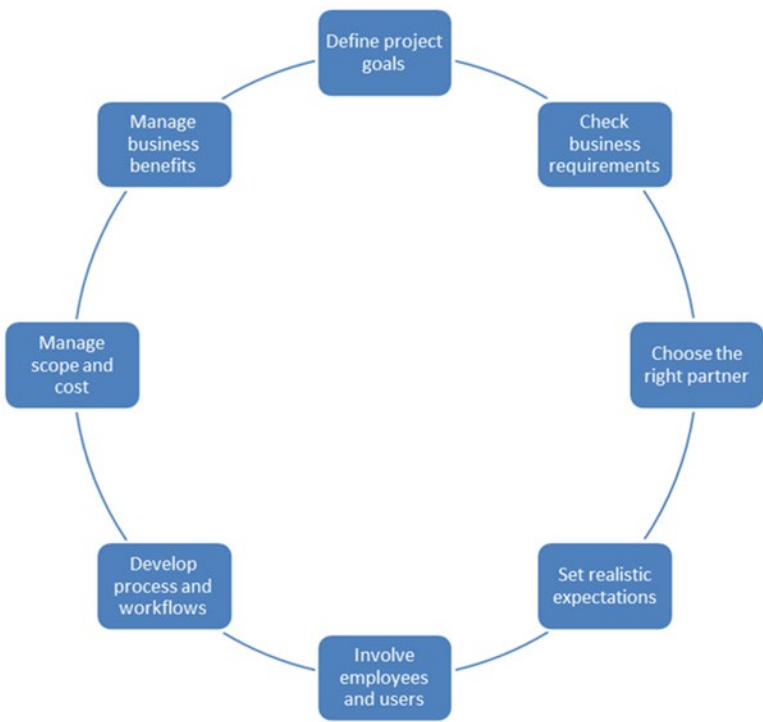 Define project
goals
Check
business
requirements
Choose the
right partner
Set realistic
expectations
Involve
employees
and users
Develop
process and
workflows
Manage
scope and
cost
Manage
business
benefits